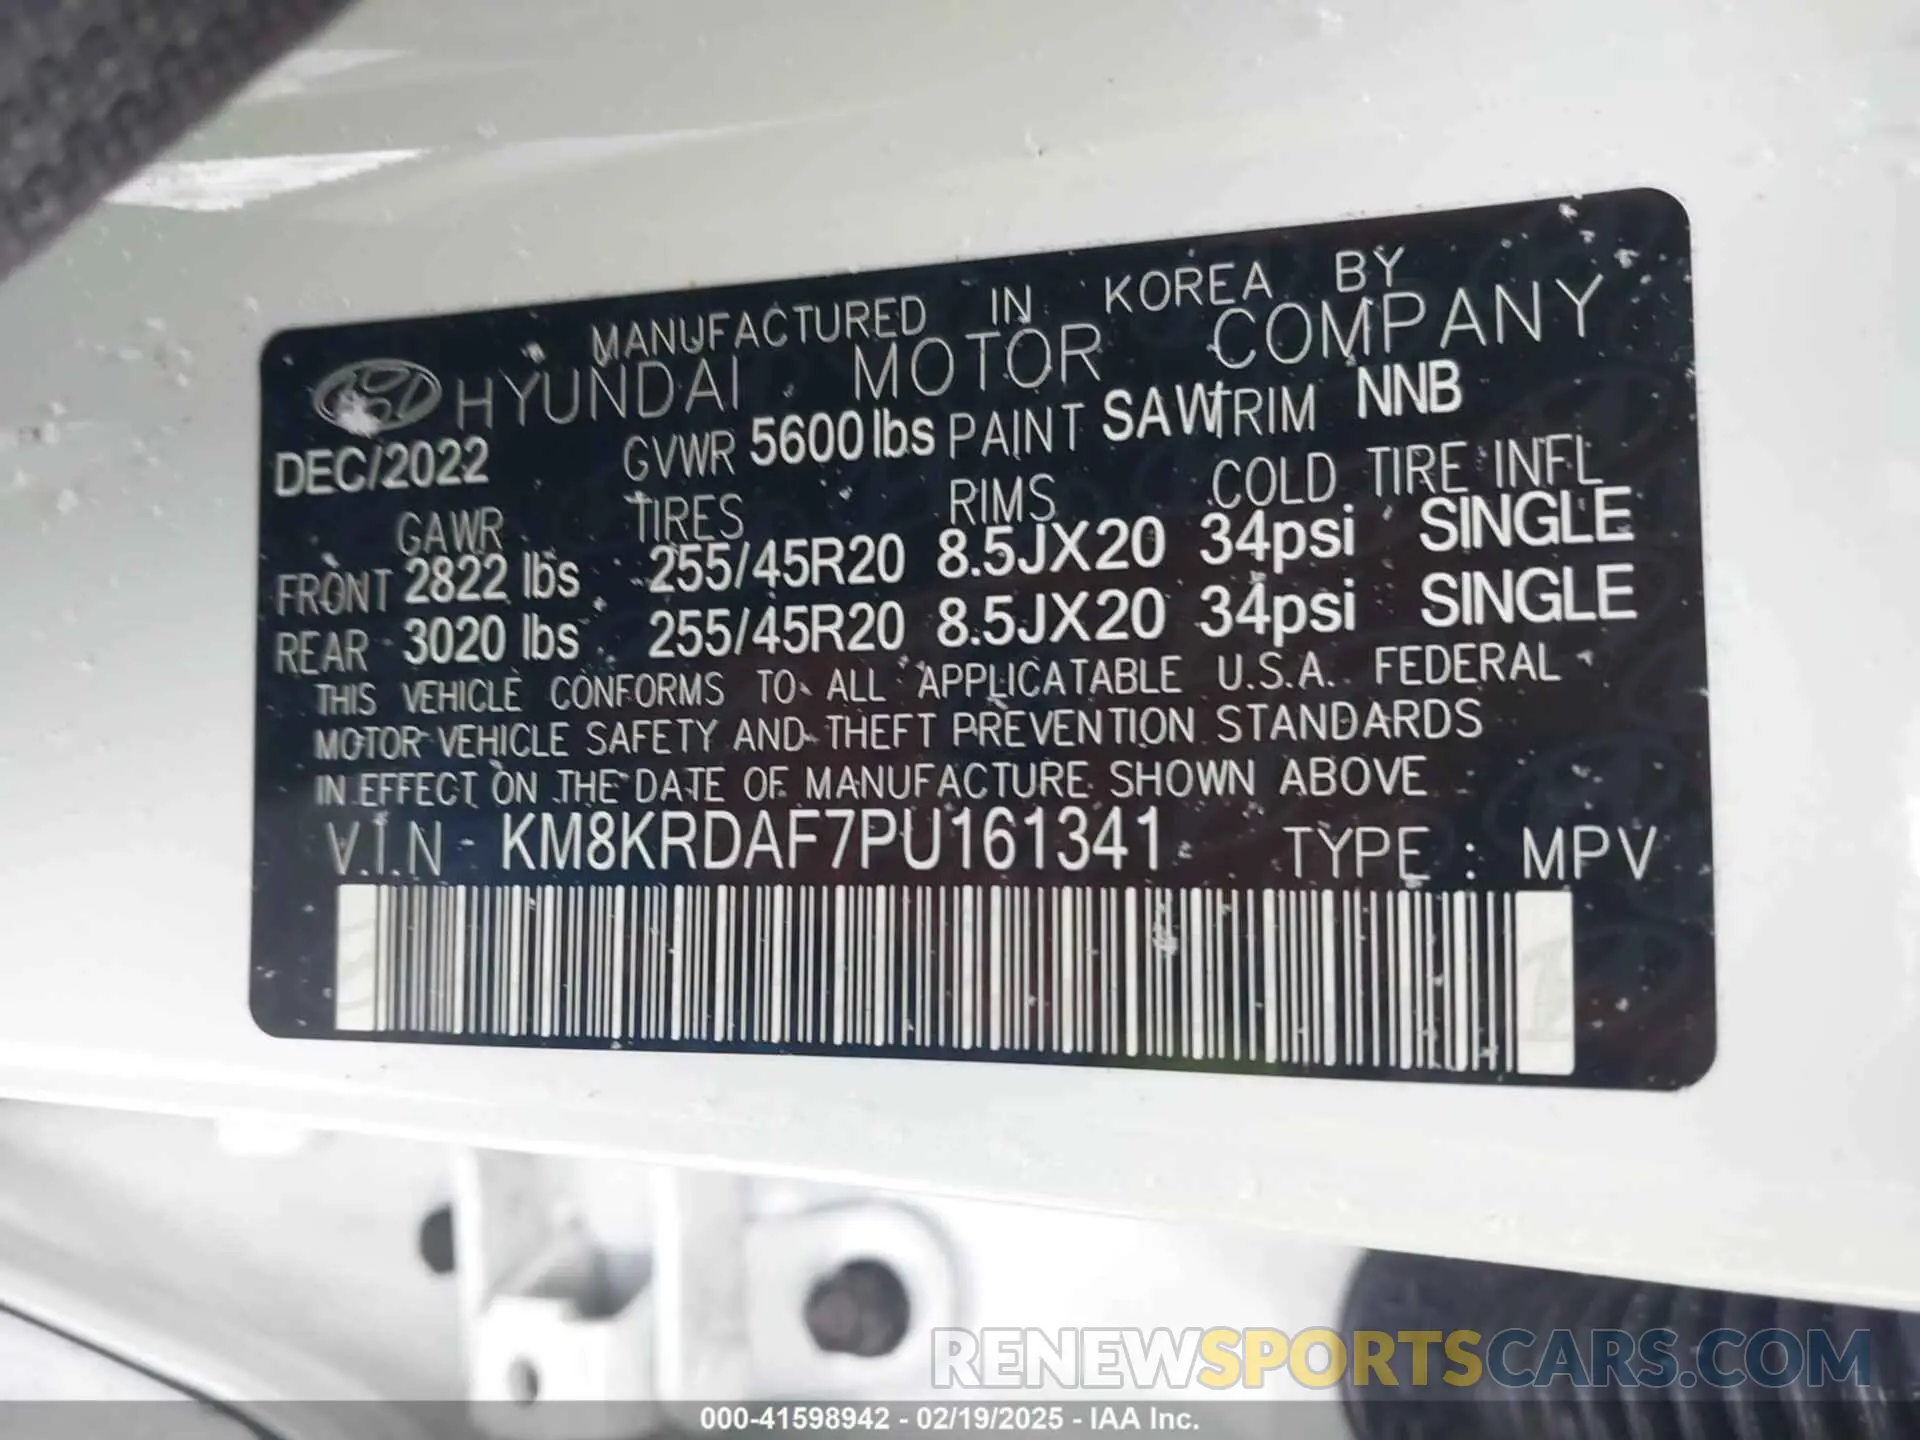 MANUFACTURED IN KOREA BY
HYUNDAI MOTOR COMPANY
DEC/2022 GVWR 5600 lbs PAINT SAW TRIM NNB
GAWR TIRES RIMS COLD TIRE INFL
FRONT 2822 lbs 255/45R20 8.5JX20 34psi SINGLE
REAR 3020 lbs 255/45R20 8.5JX20 34psi SINGLE
THIS VEHICLE CONFORMS TO ALL APPLICATABLE U.S.A. FEDERAL
MOTOR VEHICLE SAFETY AND THEFT PREVENTION STANDARDS
IN EFFECT ON THE DATE OF MANUFACTURE SHOWN ABOVE
V.I.N KM8KRDAF7PU161341 TYPE : MPV
RENEWSPORTSCARS.COM
000-41598942 - 02/19/2025 - IAA Inc.